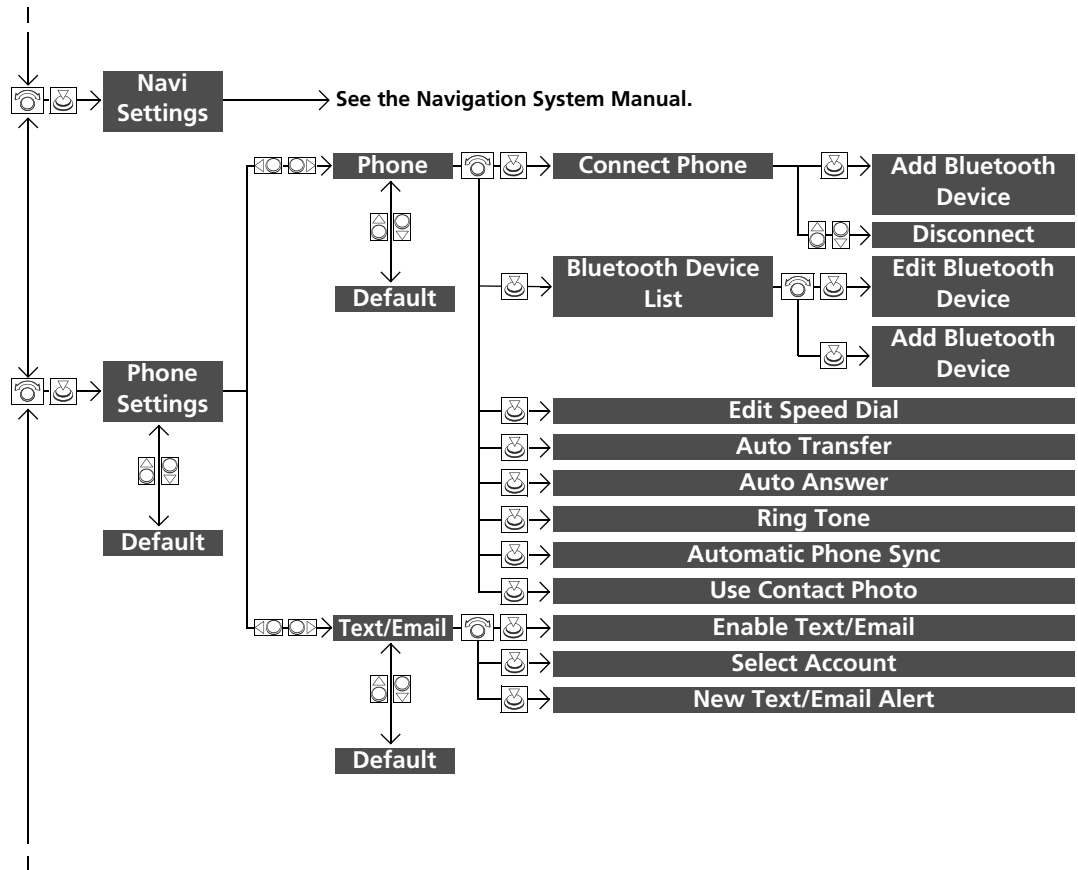 Navi
Settings
See the Navigation System Manual.
Phone
Connect Phone
Add Bluetooth
Device
Disconnect
Default
Bluetooth Device
List
Edit Bluetooth
Device
Add Bluetooth
Device
Phone
Settings
Default
Edit Speed Dial
Auto Transfer
Auto Answer
Ring Tone
Automatic Phone Sync
Use Contact Photo
Text/Email
Enable Text/Email
Select Account
New Text/Email Alert
Default